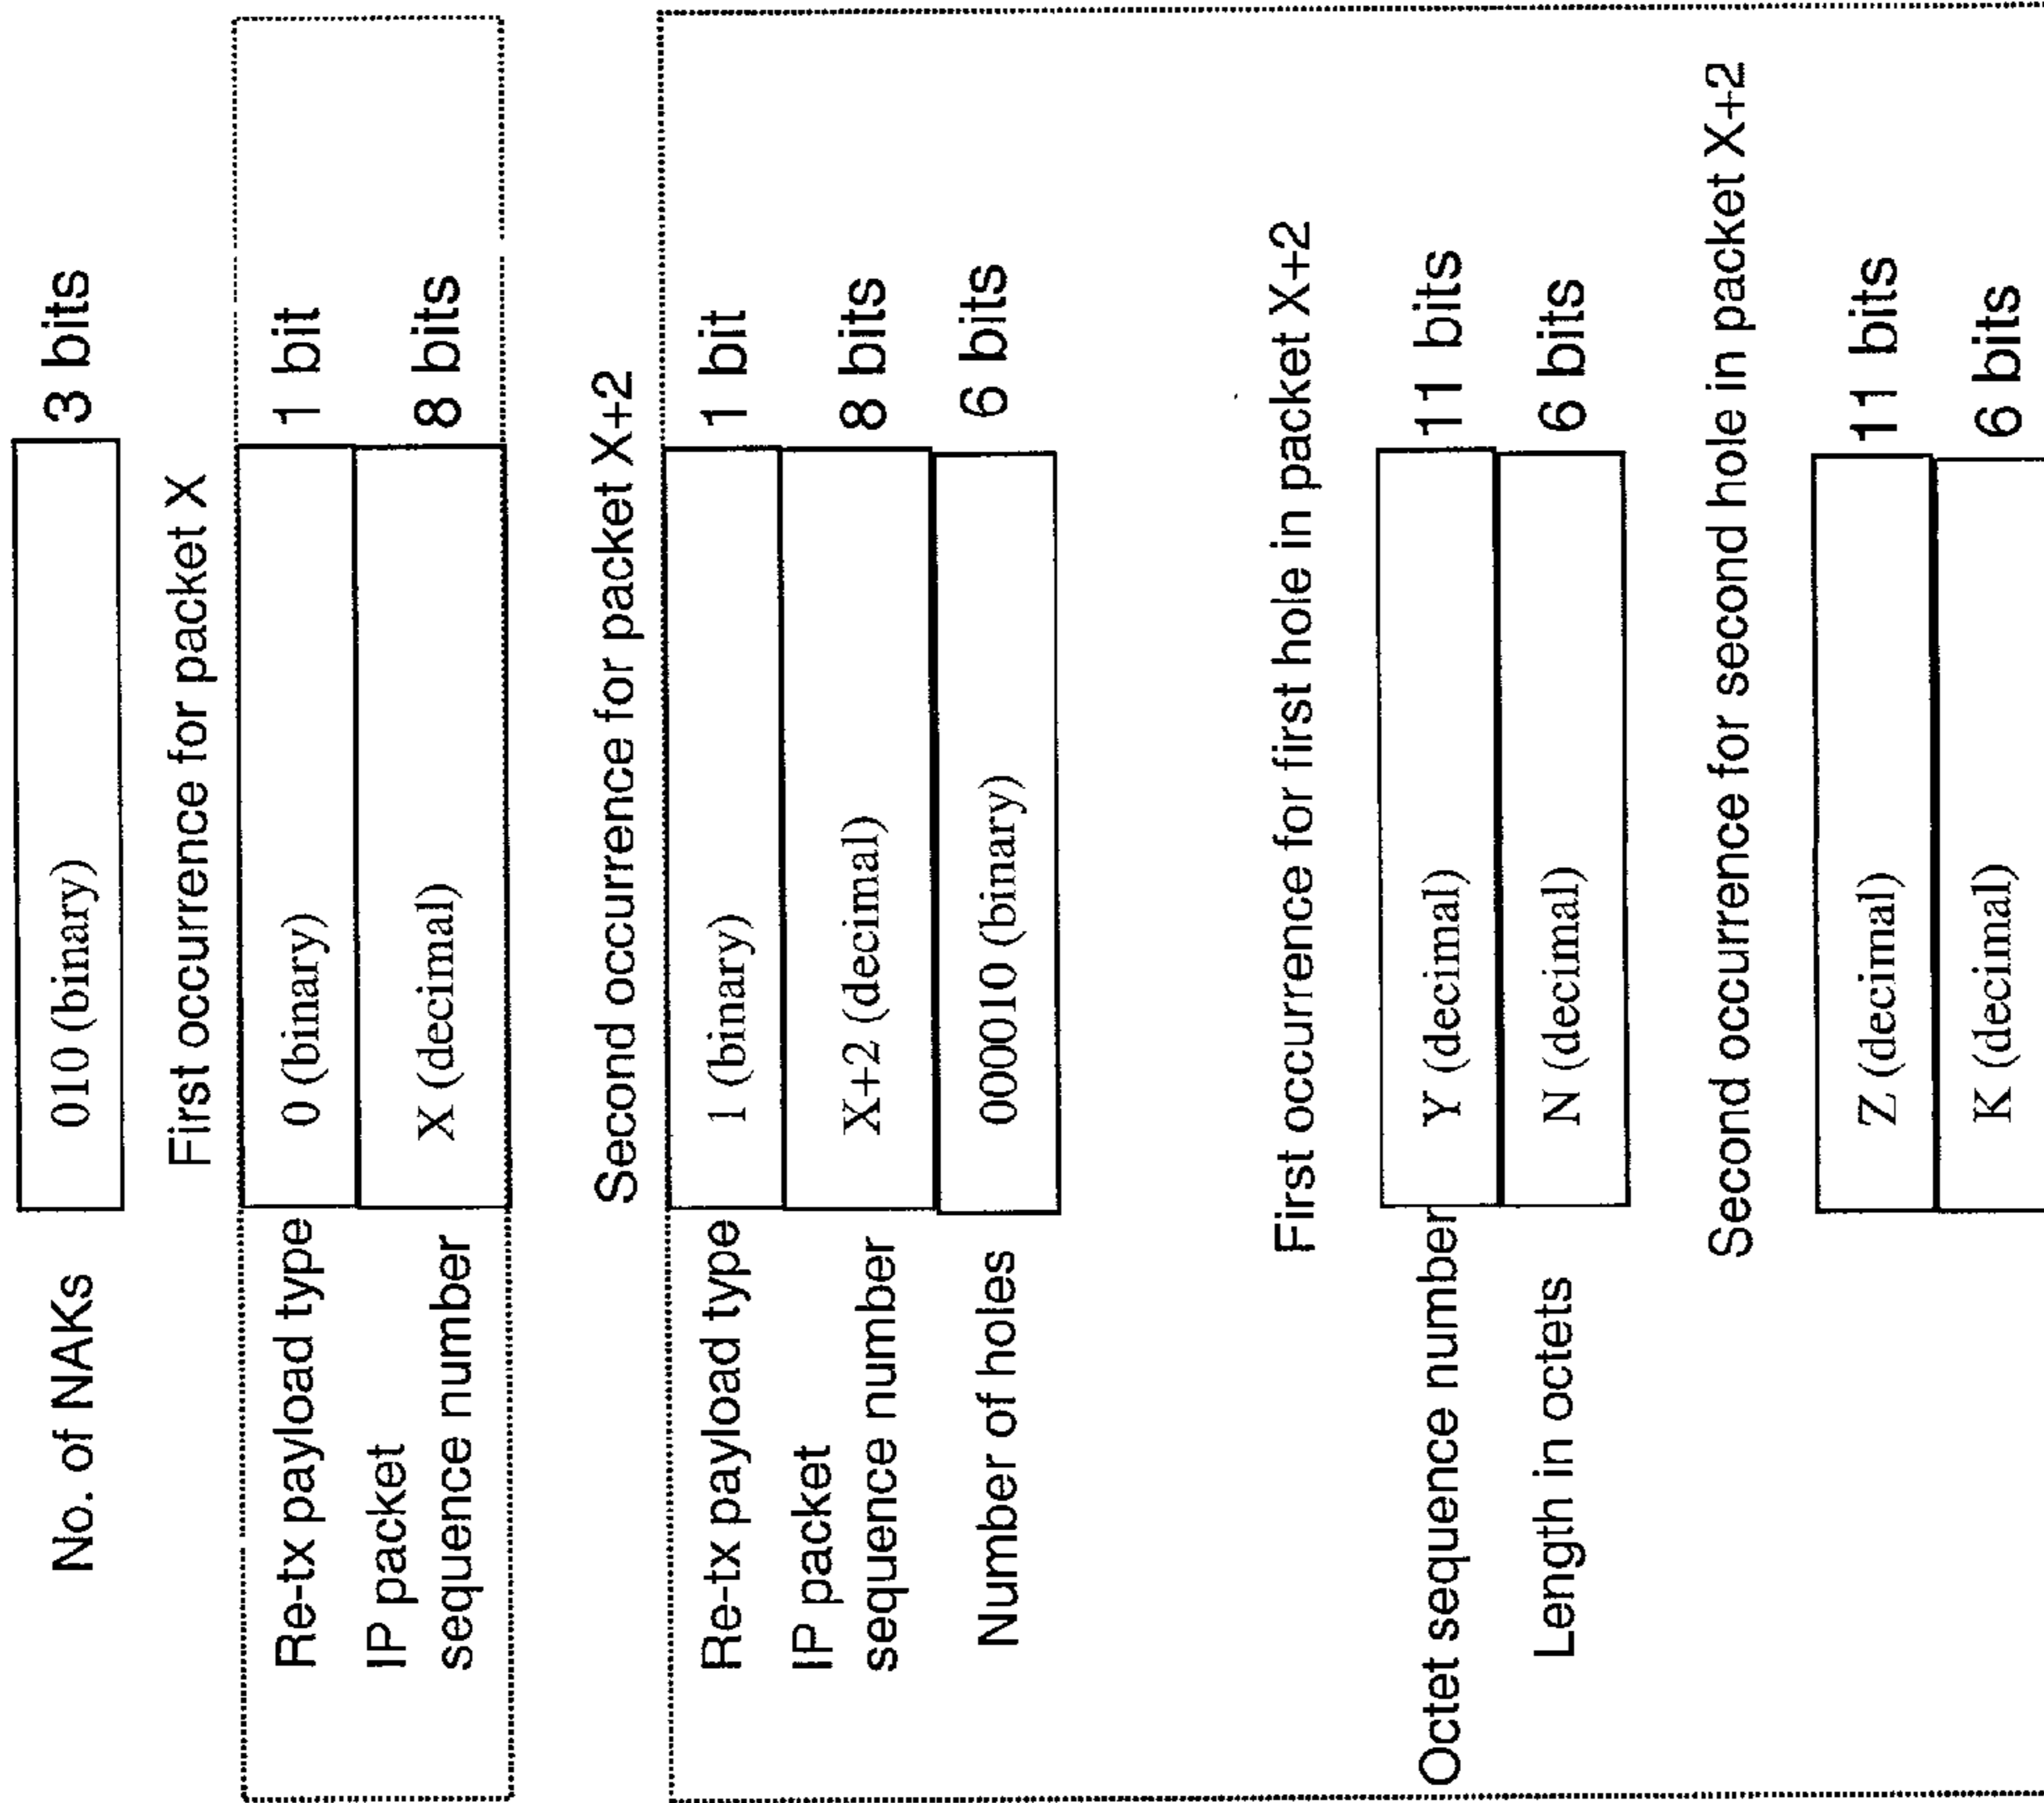 No. of NAKs 010 (binary) 3 bits
First occurrence for packet X
Re-tx payload type 0 (binary) 1 bit
IP packet
sequence number X (decimal) 8 bits
Second occurrence for packet X+2
Re-tx payload type 1 (binary) 1 bit
IP packet
sequence number X+2 (decimal) 8 bits
Number of holes 000010 (binary) 6 bits
First occurrence for first hole in packet X+2
Octet sequence number Y (decimal) 11 bits
Length in octets N (decimal) 6 bits
Second occurrence for second hole in packet X+2
Z (decimal) 11 bits
K (decimal) 6 bits